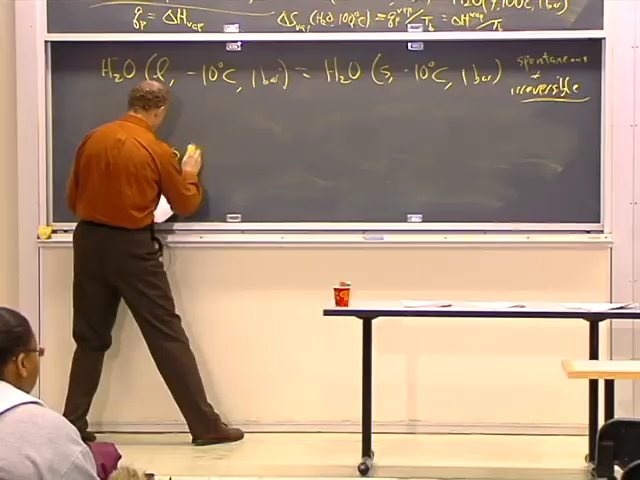 q_p = ΔH_vap
ΔS_vap (H₂O 100°C) = q_p^vap/T_b = ΔH^vap/T_b
H₂O (l, -10°C, 1 bar) = H₂O (s, -10°C, 1 bar)
spontaneous
+
irreversible